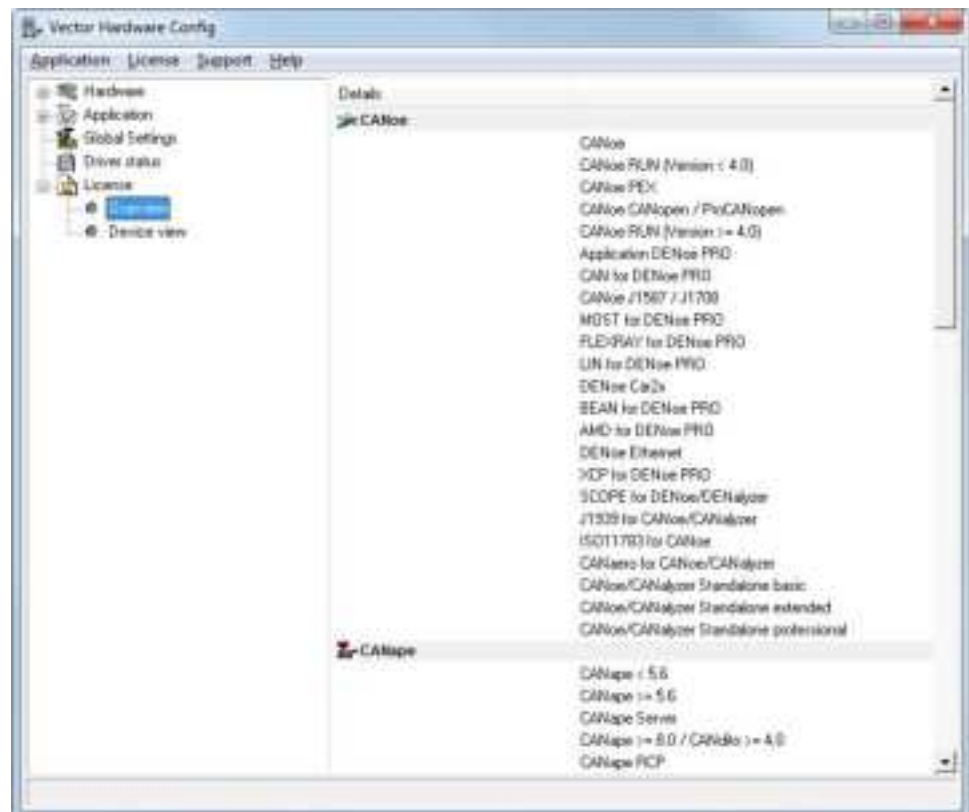 Vector Hardware Config
Application License Support Help
Hardware
Application
Global Settings
Driver status
License
Overview
Device view
Details
CANoe
CANoe
CANoe RUN (Version < 4.0)
CANoe PEX
CANoe CANopen / ProCANopen
CANoe RUN (Version >= 4.0)
Application DENoe PRO
CAN for DENoe PRO
CANoe J1587 / J1708
MOST for DENoe PRO
FLEXRAY for DENoe PRO
LIN for DENoe PRO
DENoe Car2x
BEAN for DENoe PRO
AMD for DENoe PRO
DENoe Ethernet
XCP for DENoe PRO
SCOPE for DENoe/DENalyzer
J1939 for CANoe/CANalyzer
ISO11783 for CANoe
CANaero for CANoe/CANalyzer
CANoe/CANalyzer Standalone basic
CANoe/CANalyzer Standalone extended
CANoe/CANalyzer Standalone professional
CANape
CANape < 5.6
CANape >= 5.6
CANape Server
CANape >= 8.0 / CANdito >= 4.0
CANape RCP